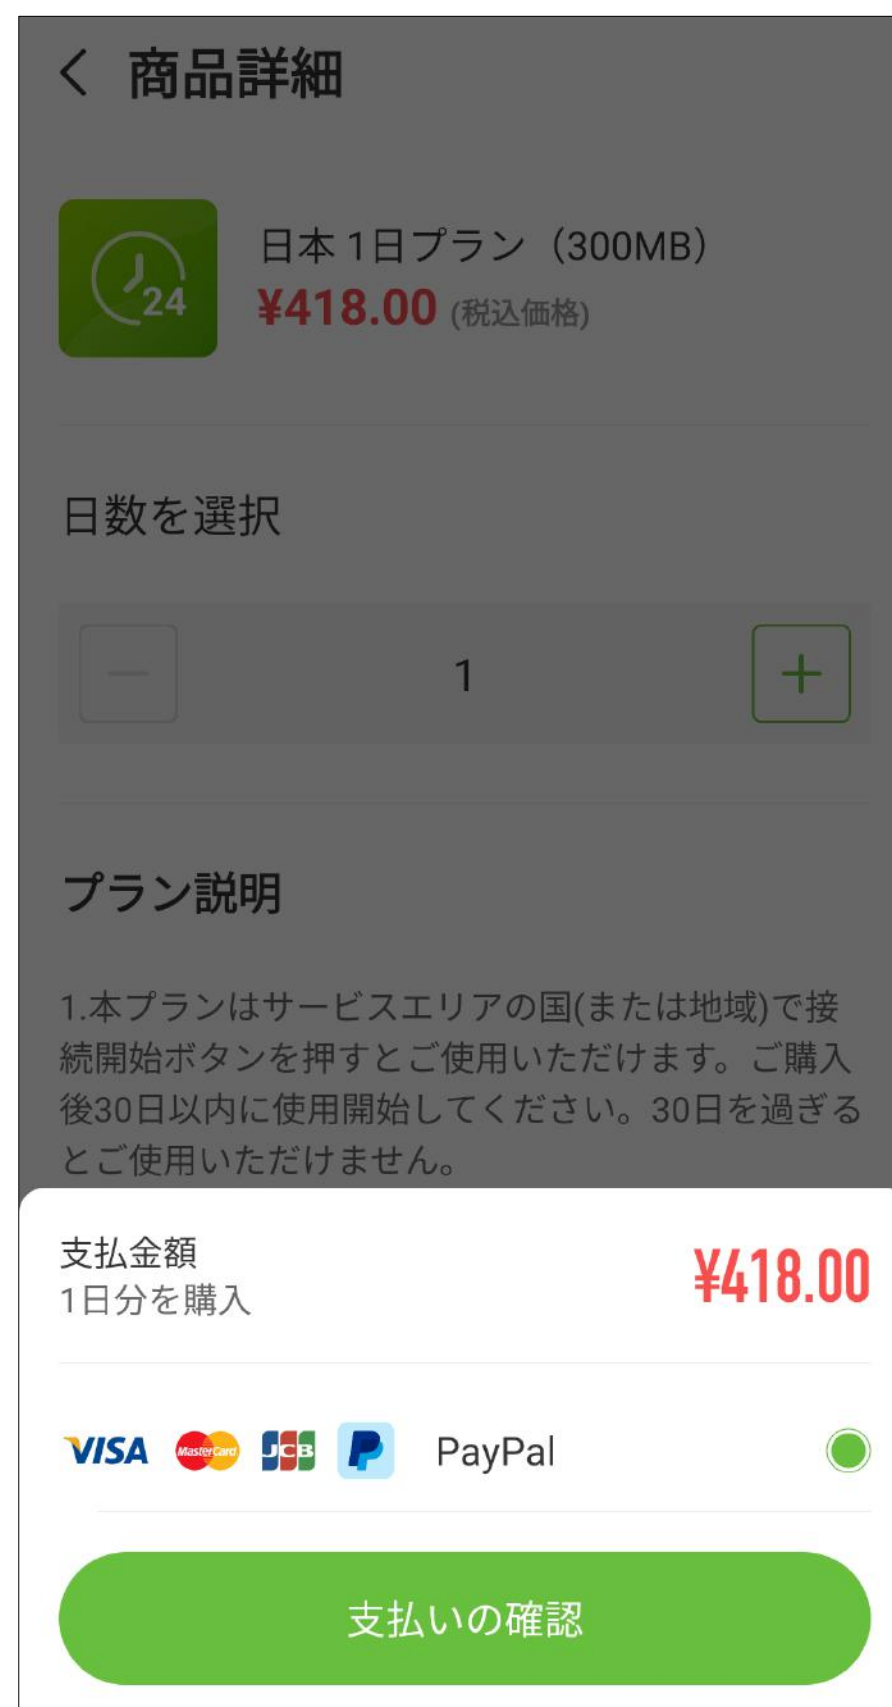 商品詳細
24
日本 1日プラン（300MB）
¥418.00 (税込価格)
日数を選択
1
プラン説明
1.本プランはサービスエリアの国(または地域)で接
続開始ボタンを押すとご使用いただけます。ご購入
後30日以内に使用開始してください。30日を過ぎる
とご使用いただけません。
支払金額
¥418.00
1日分を購入
VISA MasterCard JCB P PayPal
支払いの確認